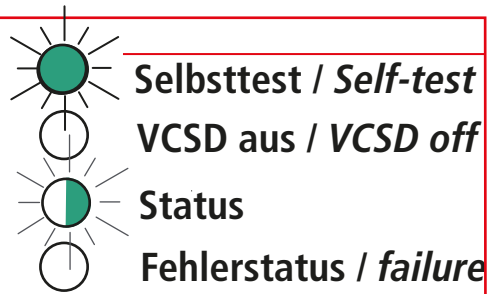 Selbsttest / Self-test
VCSD aus / VCSD off
Status
Fehlerstatus / failure